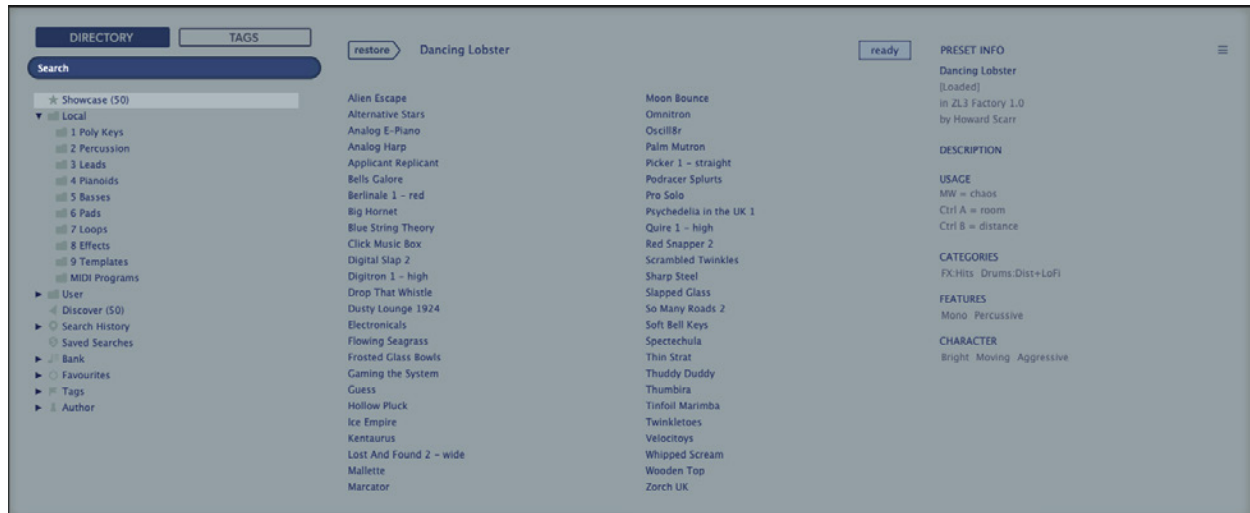 DIRECTORY
TAGS
Search
Showcase (50)
Local
1 Poly Keys
2 Percussion
3 Leads
4 Pianoids
5 Basses
6 Pads
7 Loops
8 Effects
9 Templates
MIDI Programs
User
Discover (50)
Search History
Saved Searches
Bank
Favourites
Tags
Author
restore
Dancing Lobster
ready
Alien Escape
Alternative Stars
Analog E-Piano
Analog Harp
Applicant Replicant
Bells Galore
Berlinale 1 - red
Big Hornet
Blue String Theory
Click Music Box
Digital Slap 2
Digitron 1 - high
Drop That Whistle
Dusty Lounge 1924
Electronicals
Flowing Seagrass
Frosted Glass Bowls
Gaming the System
Guess
Hollow Pluck
Ice Empire
Kentaurus
Lost And Found 2 - wide
Mallette
Marcator
Moon Bounce
Omnitron
Oscill8r
Palm Mutron
Picker 1 - straight
Podracer Splurts
Pro Solo
Psychedelia in the UK 1
Quire 1 - high
Red Snapper 2
Scrambled Twinkles
Sharp Steel
Slapped Glass
So Many Roads 2
Soft Bell Keys
Spectechula
Thin Strat
Thuddy Duddy
Thumbira
Tinfoil Marimba
Twinkletoes
Velocitoys
Whipped Scream
Wooden Top
Zorch UK
PRESET INFO
Dancing Lobster
[Loaded]
in ZL3 Factory 1.0
by Howard Scarr
DESCRIPTION
USAGE
MW = chaos
Ctrl A = room
Ctrl B = distance
CATEGORIES
FX:Hits Drums:Dist+LoFi
FEATURES
Mono Percussive
CHARACTER
Bright Moving Aggressive